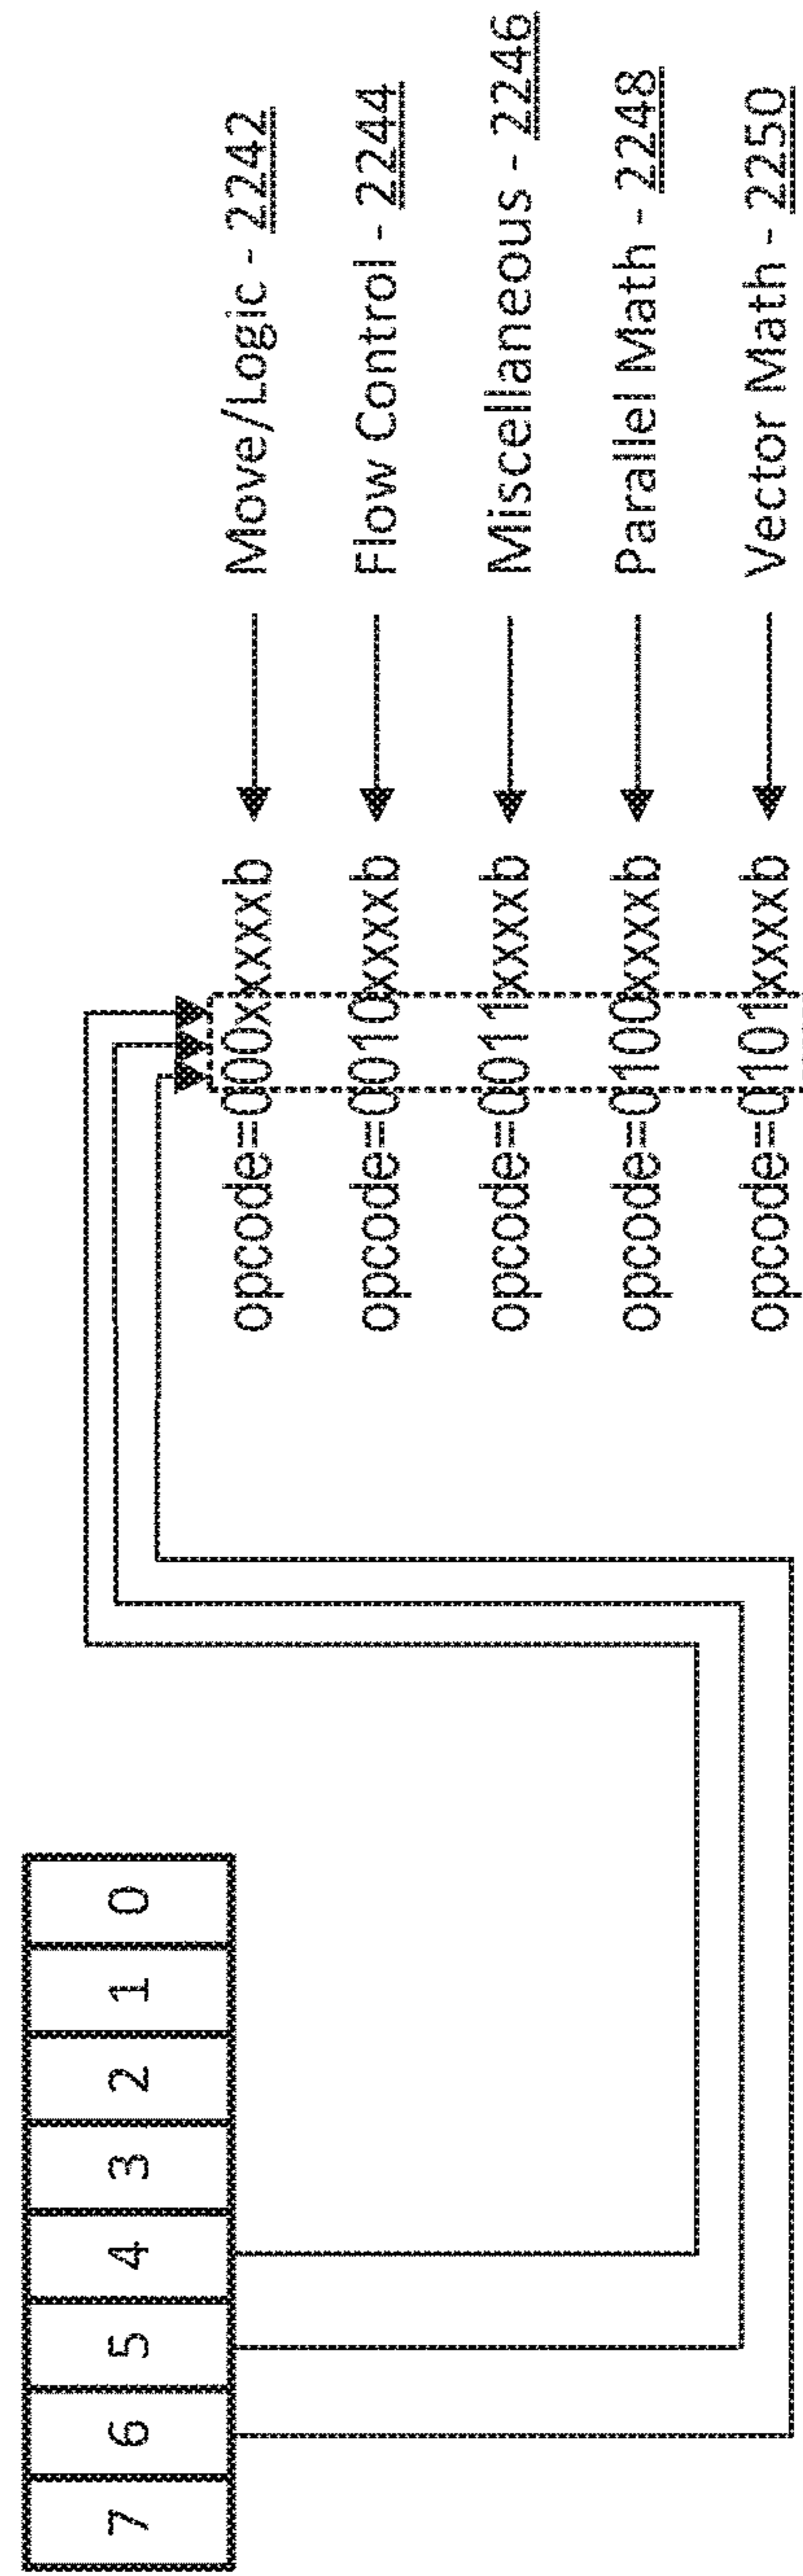 7 6 5 4 3 2 1 0
opcode=000xxxxxb Move/Logic - 2242
opcode=0010xxxxb Flow Control - 2244
opcode=0011xxxxb Miscellaneous - 2246
opcode=0100xxxxb Parallel Math - 2248
opcode=0101xxxxb Vector Math - 2250